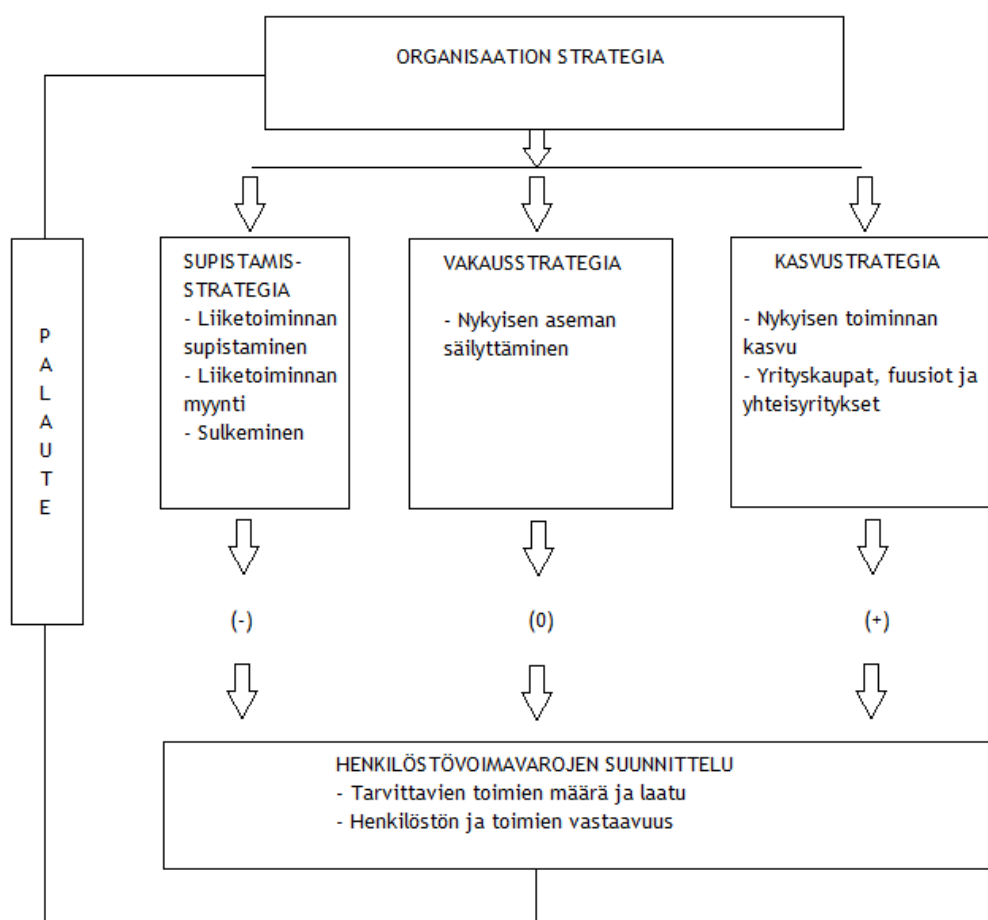 ORGANISAATION STRATEGIA
SUPISTAMIS-
STRATEGIA
- Liiketoiminnan
supistaminen
- Liiketoiminnan
myynti
- Sulkeminen
VAKAUSSTRATEGIA
- Nykyisen aseman
säilyttäminen
KASVUSTRATEGIA
- Nykyisen toiminnan
kasvu
- Yrityskaupat, fuusiot ja
yhteisyritykset
P
A
L
A
U
T
E
(-)
(0)
(+)
HENKILÖSTÖVOIMAVAROJEN SUUNNITTELU
- Tarvittavien toimien määrä ja laatu
- Henkilöstön ja toimien vastaavuus